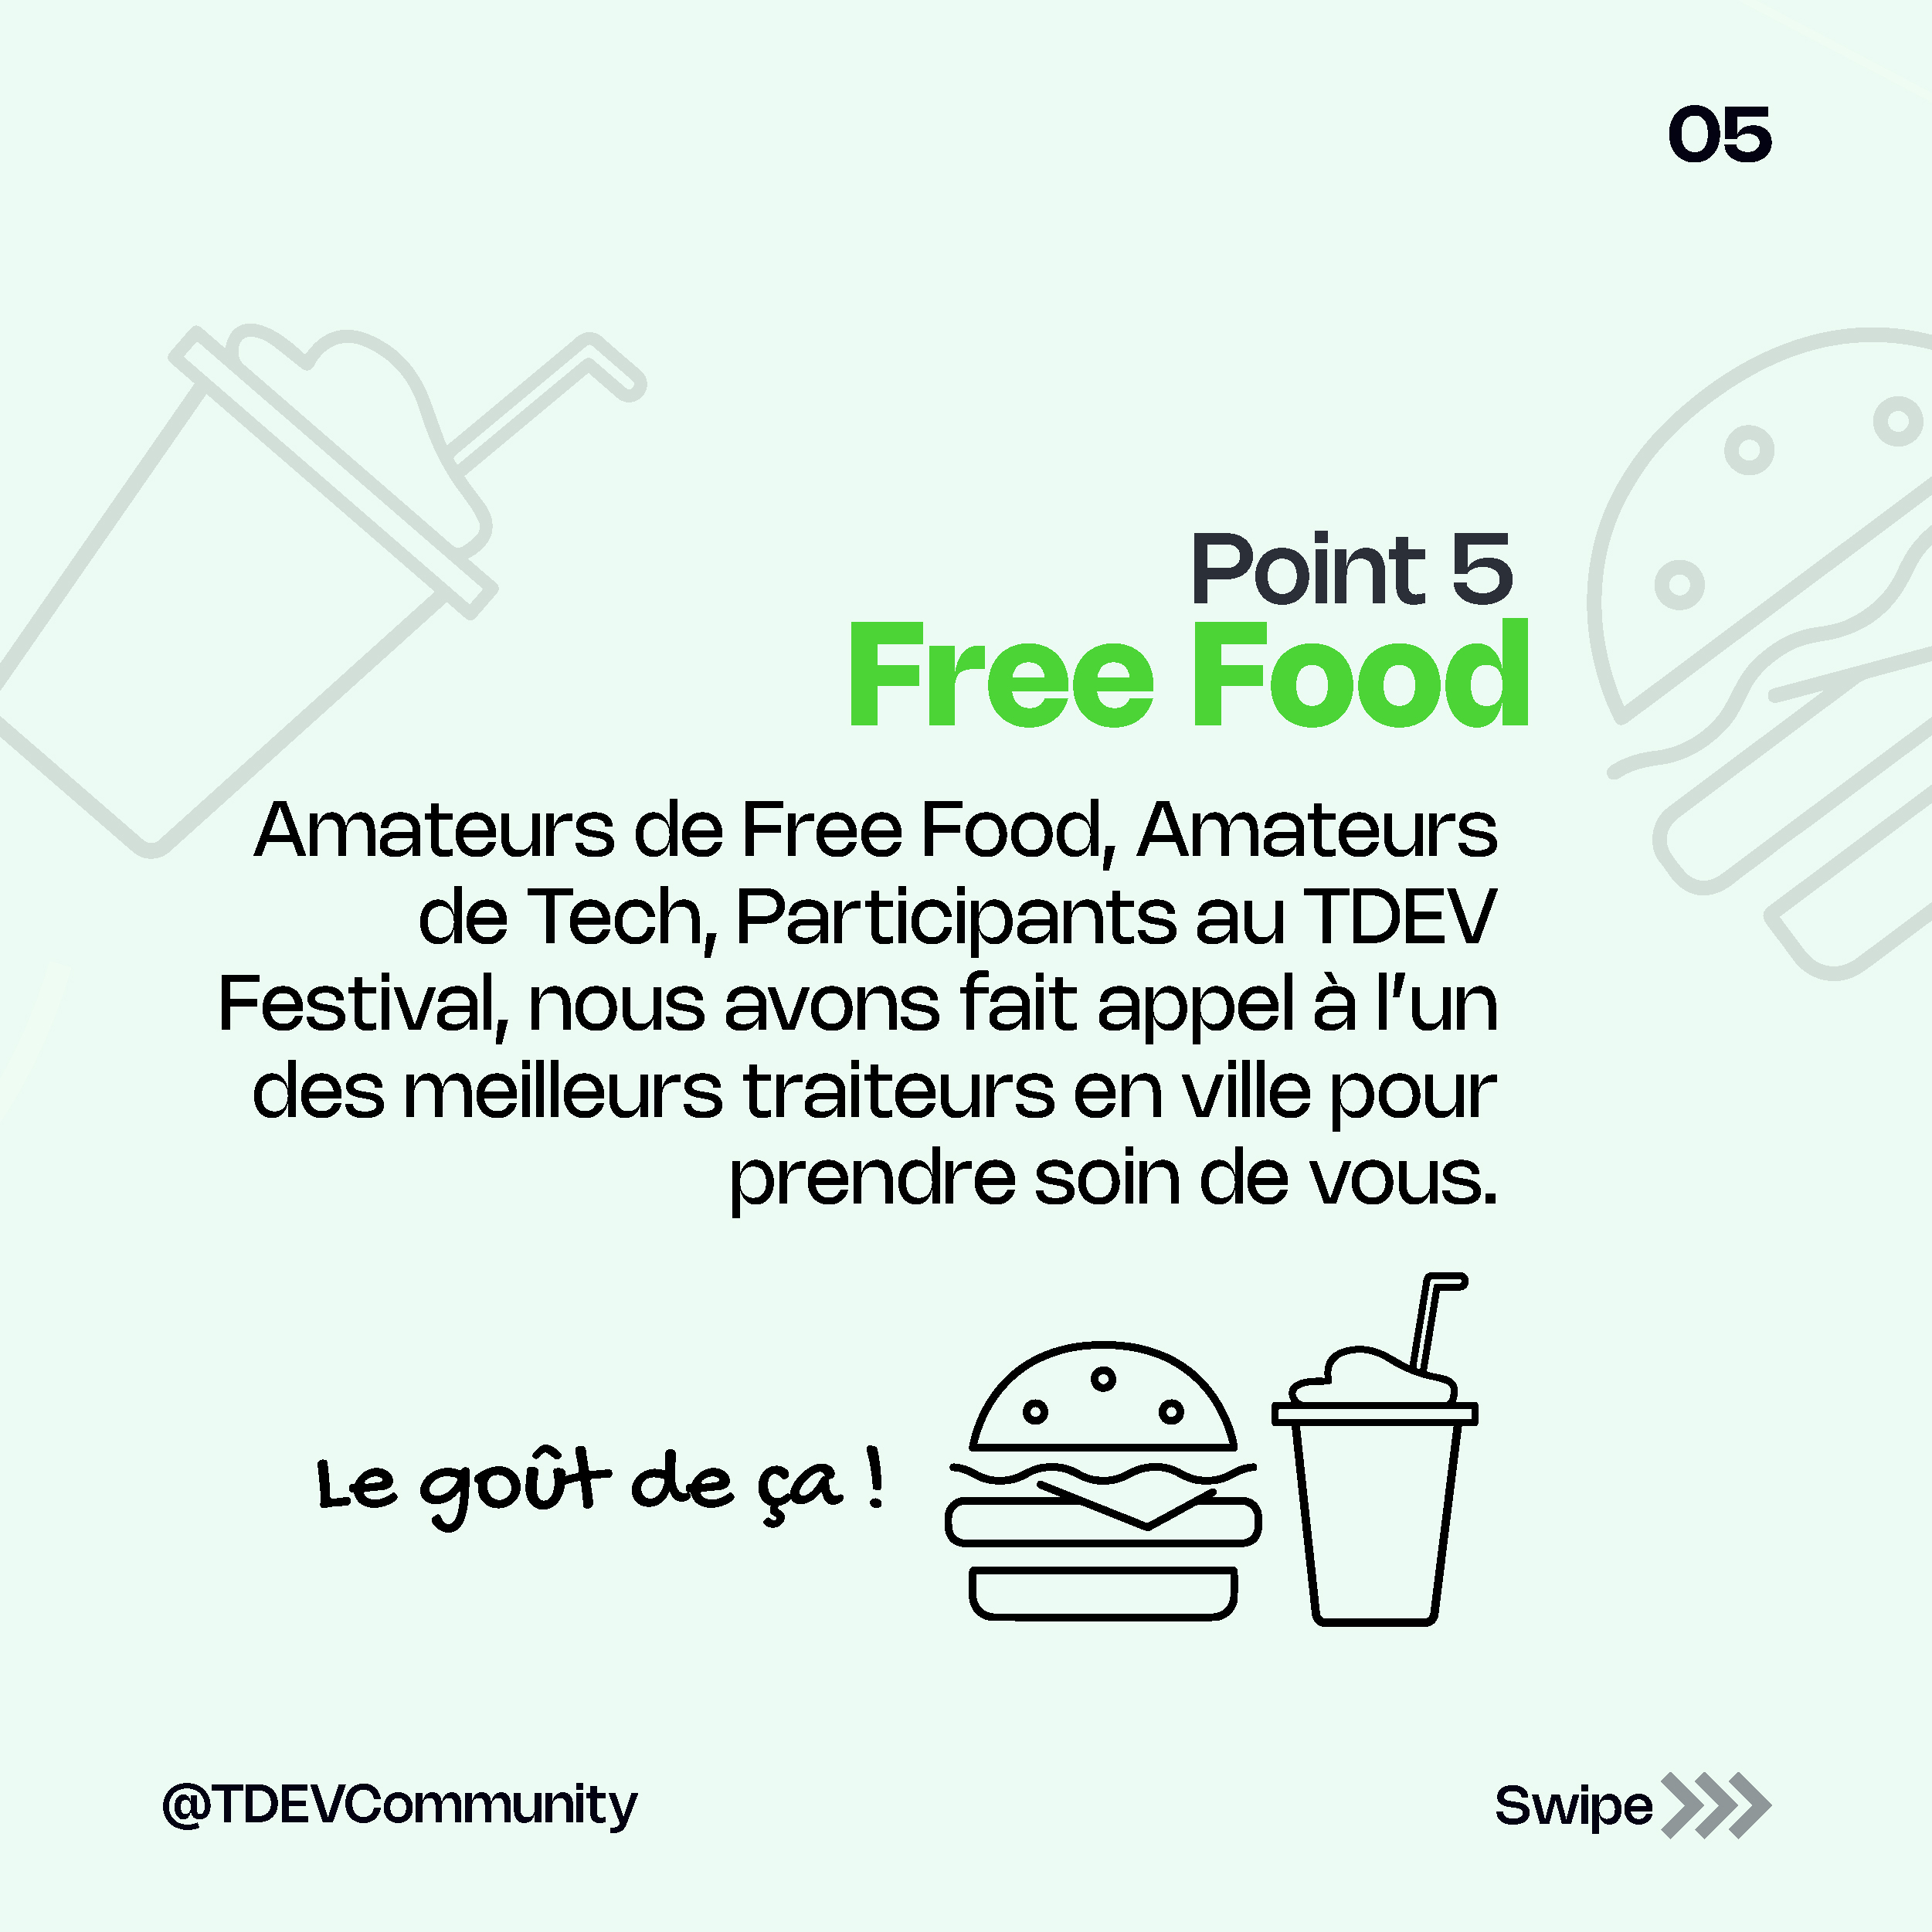 05
Point 5
Free Food
Amateurs de Free Food, Amateurs
de Tech, Participants au TDEV
Festival, nous avons fait appel à l’un
des meilleurs traiteurs en ville pour
prendre soin de vous.
Le goût de ça !
@TDEVCommunity
Swipe